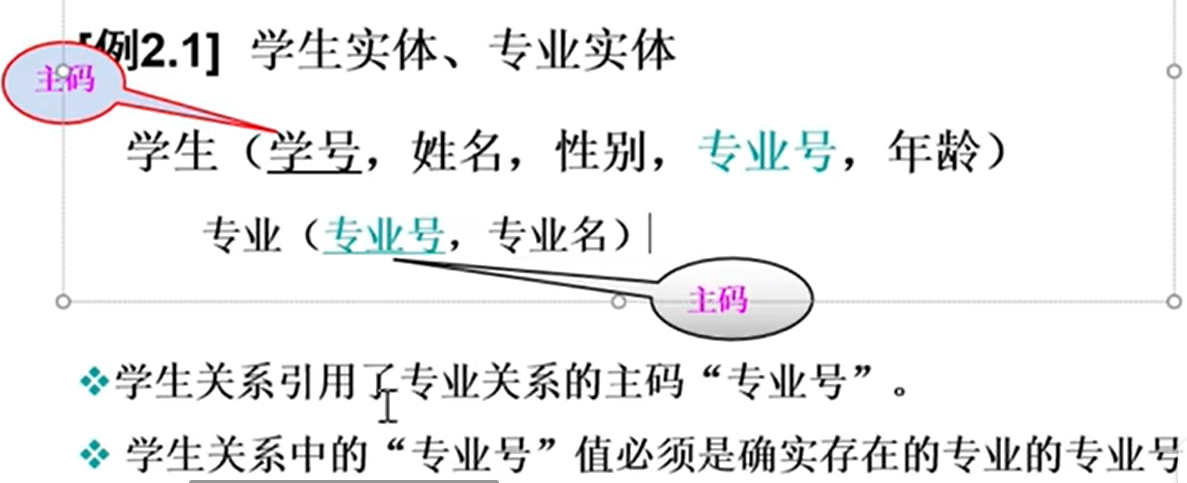 [例2.1] 学生实体、专业实体
主码
学生（学号，姓名，性别，专业号，年龄）
专业（专业号，专业名）
主码
学生关系引用了专业关系的主码“专业号”。
学生关系中的“专业号”值必须是确实存在的专业的专业号